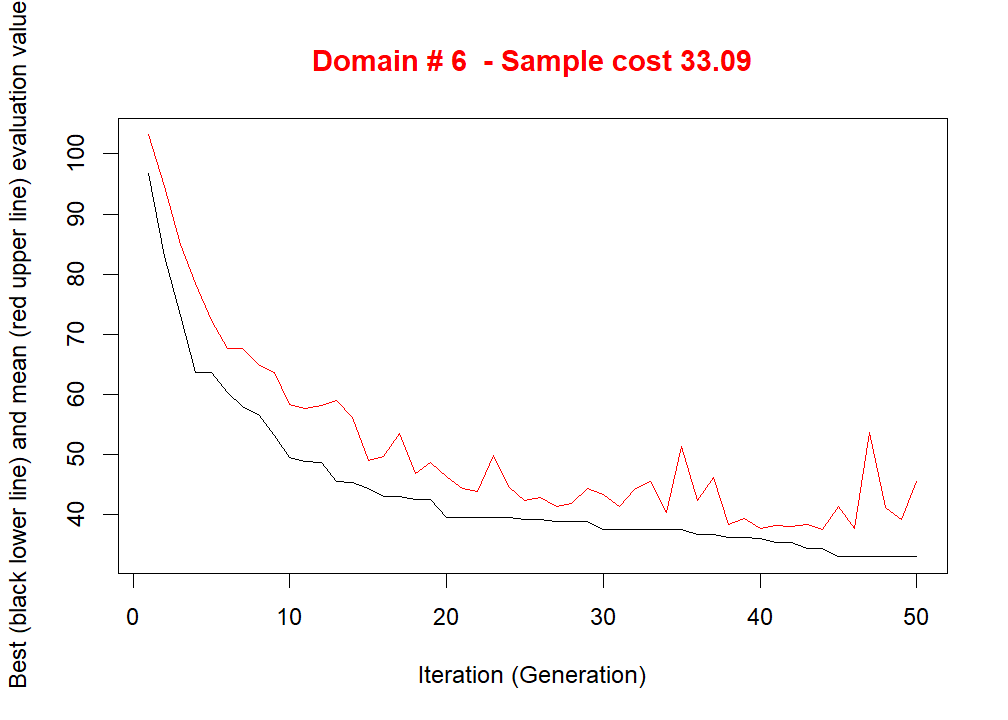 Domain # 6  - Sample cost 33.09
Best (black lower line) and mean (red upper line) evaluation value
100
90
80
70
60
50
40
0 10 20 30 40 50
Iteration (Generation)